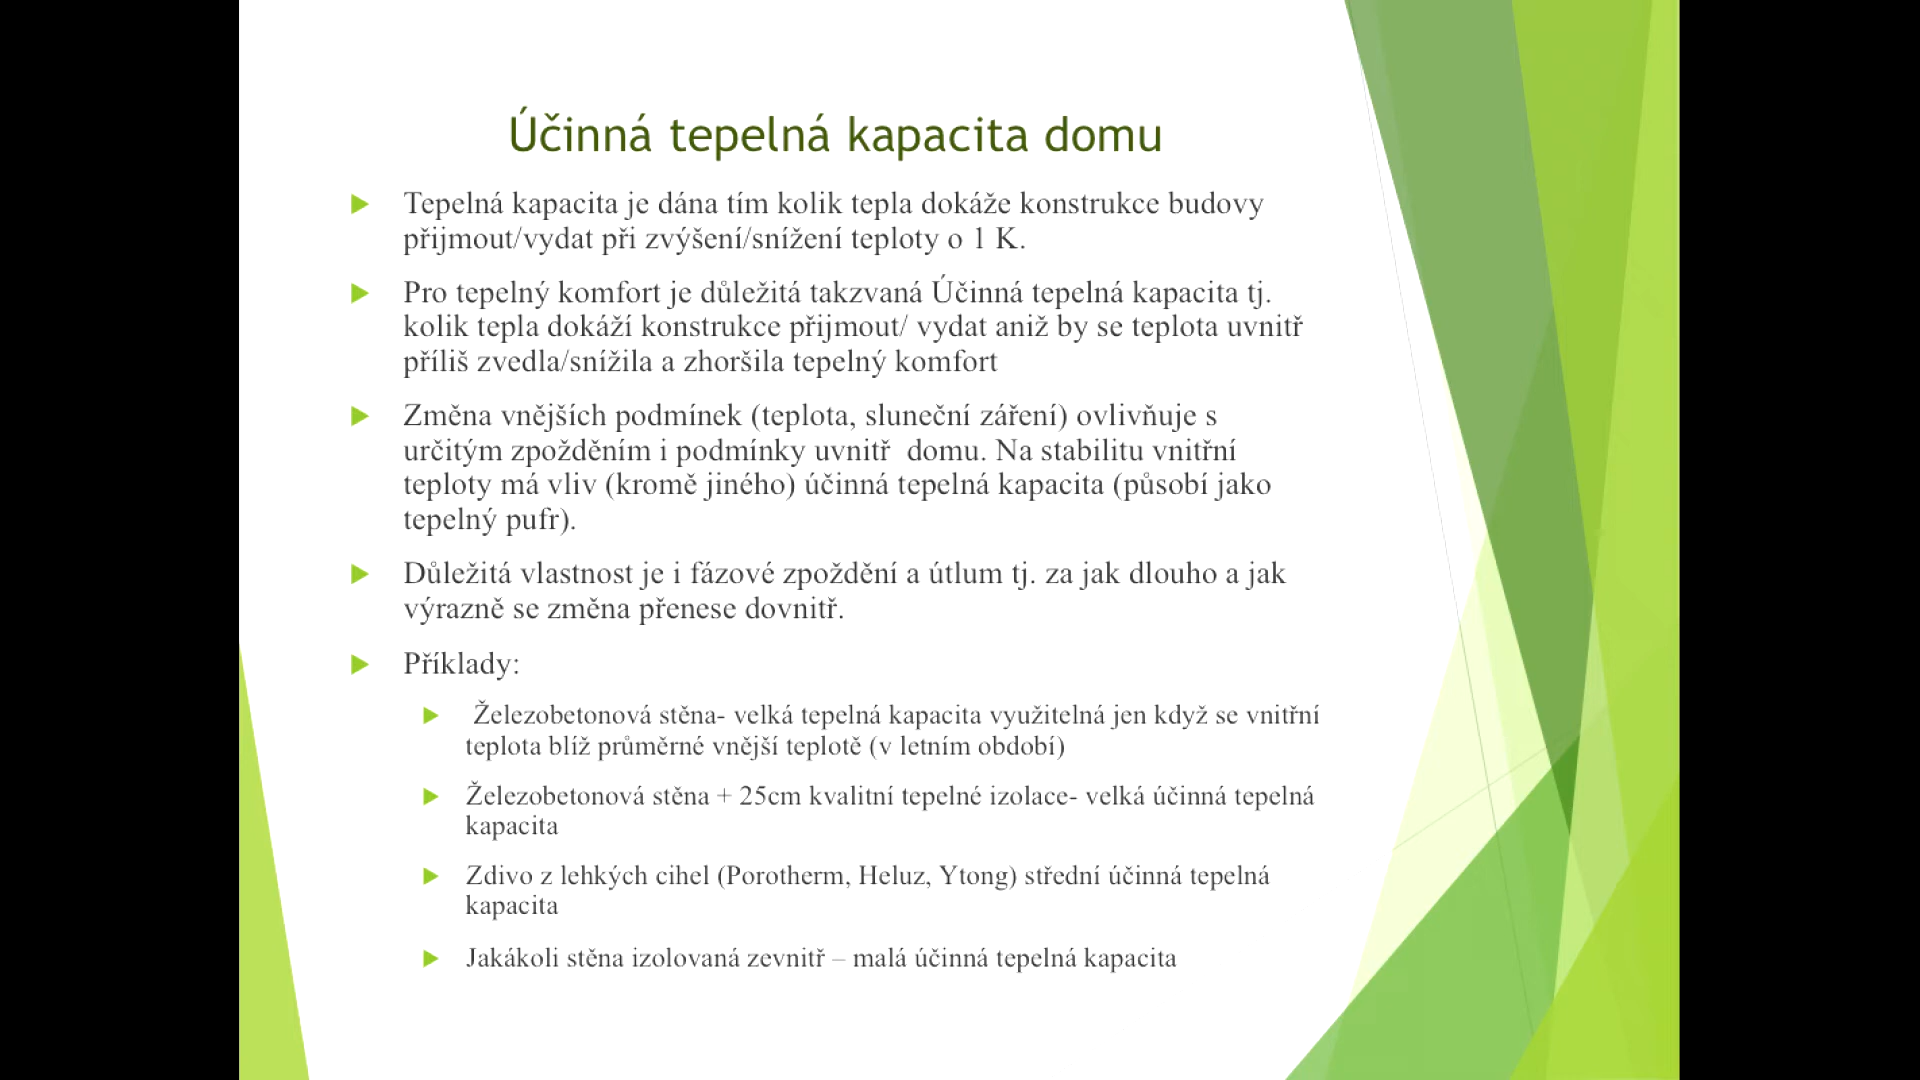 Účinná tepelná kapacita domu
Tepelná kapacita je dána tím kolik tepla dokáže konstrukce budovy
přijmout/vydat při zvýšení/snížení teploty o 1 K.
Pro tepelný komfort je důležitá takzvaná Účinná tepelná kapacita tj.
kolik tepla dokáží konstrukce přijmout/ vydat aniž by se teplota uvnitř
příliš zvedla/snížila a zhoršila tepelný komfort
Změna vnějších podmínek (teplota, sluneční záření) ovlivňuje s
určitým zpožděním i podmínky uvnitř  domu. Na stabilitu vnitřní
teploty má vliv (kromě jiného) účinná tepelná kapacita (působí jako
tepelný pufr).
Důležitá vlastnost je i fázové zpoždění a útlum tj. za jak dlouho a jak
výrazně se změna přenese dovnitř.
Příklady:
Železobetonová stěna- velká tepelná kapacita využitelná jen když se vnitřní
teplota blíž průměrné vnější teplotě (v letním období)
Železobetonová stěna + 25cm kvalitní tepelné izolace- velká účinná tepelná
kapacita
Zdivo z lehkých cihel (Porotherm, Heluz, Ytong) střední účinná tepelná
kapacita
Jakákoli stěna izolovaná zevnitř – malá účinná tepelná kapacita